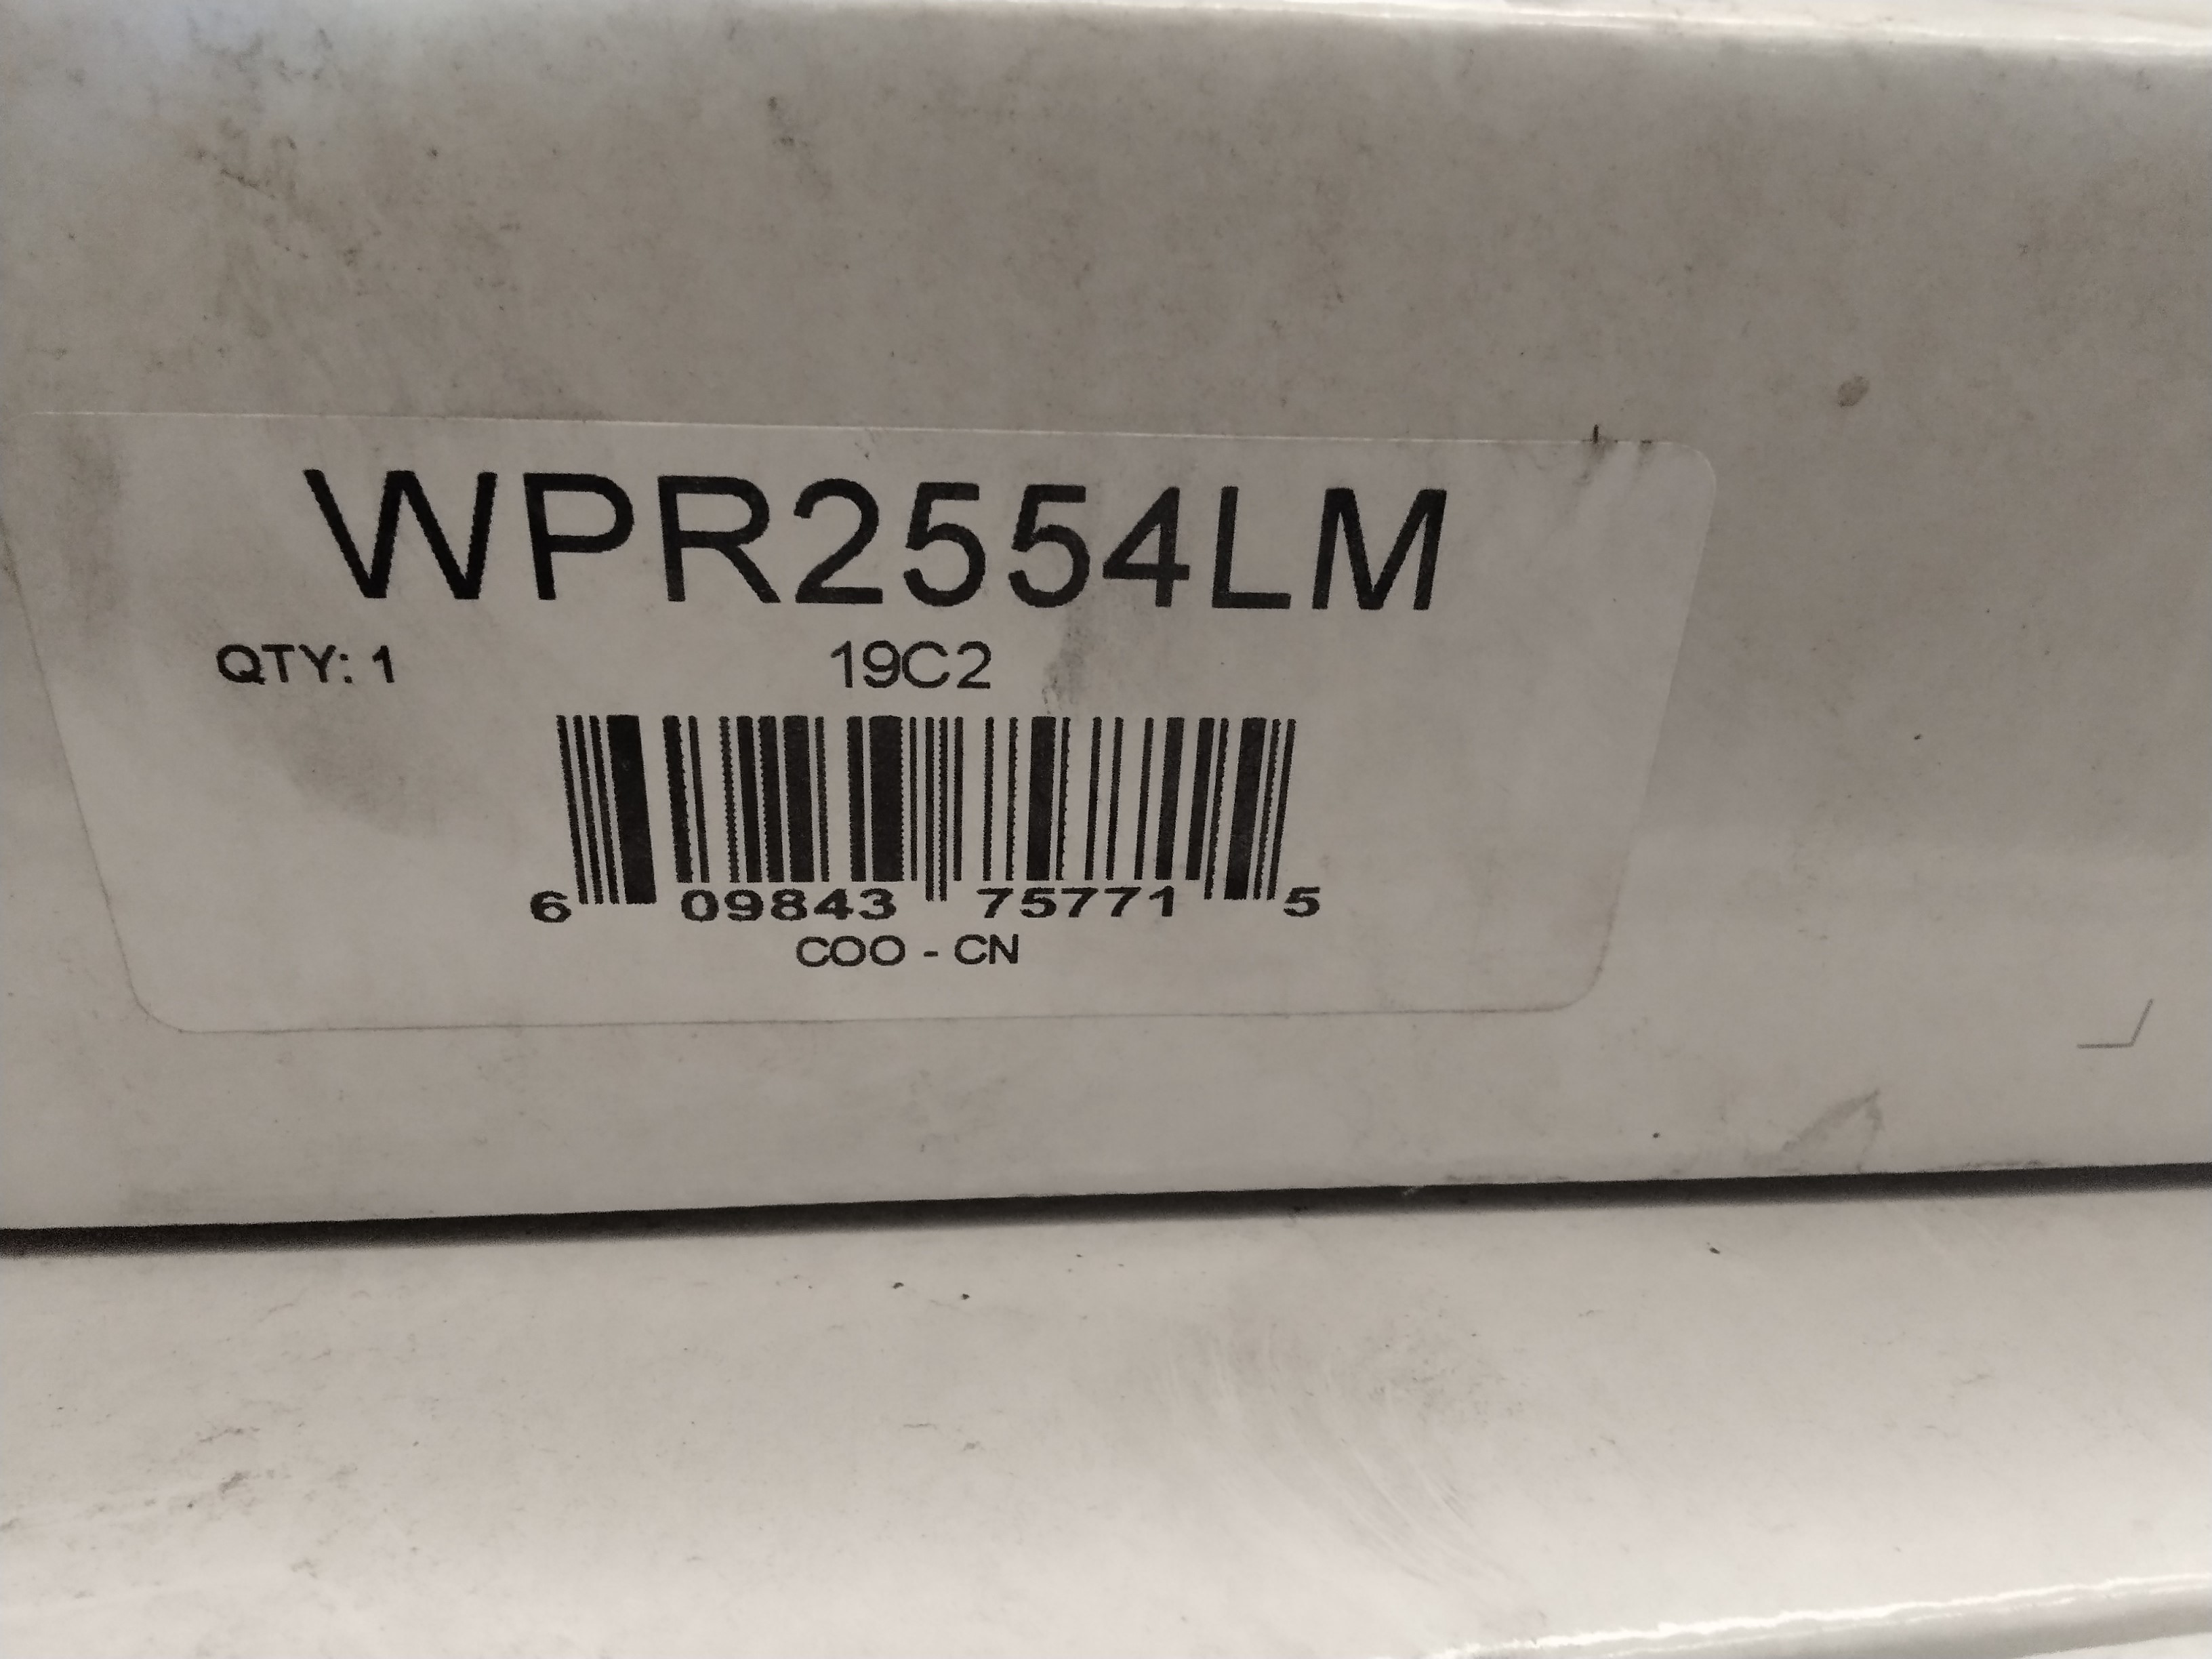 WPR2554LM
QTY: 1 19C2
6 09843 75771 5
COO - CN